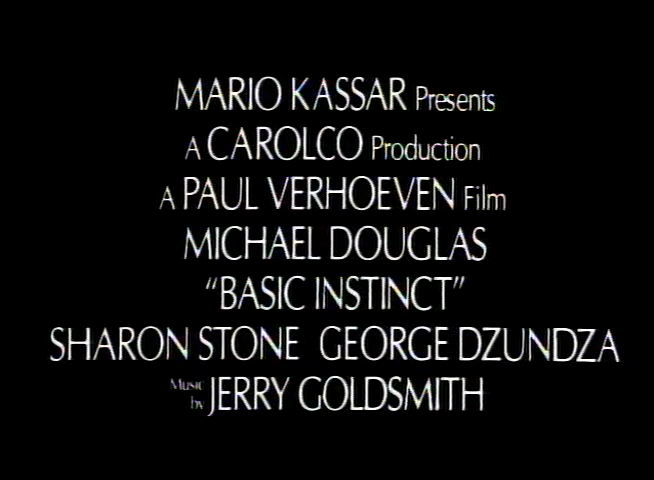 MARIO KASSAR Presents
A CAROLCO Production
A PAUL VERHOEVEN Film
MICHAEL DOUGLAS
“BASIC INSTINCT”
SHARON STONE GEORGE DZUNDZA
Music by JERRY GOLDSMITH